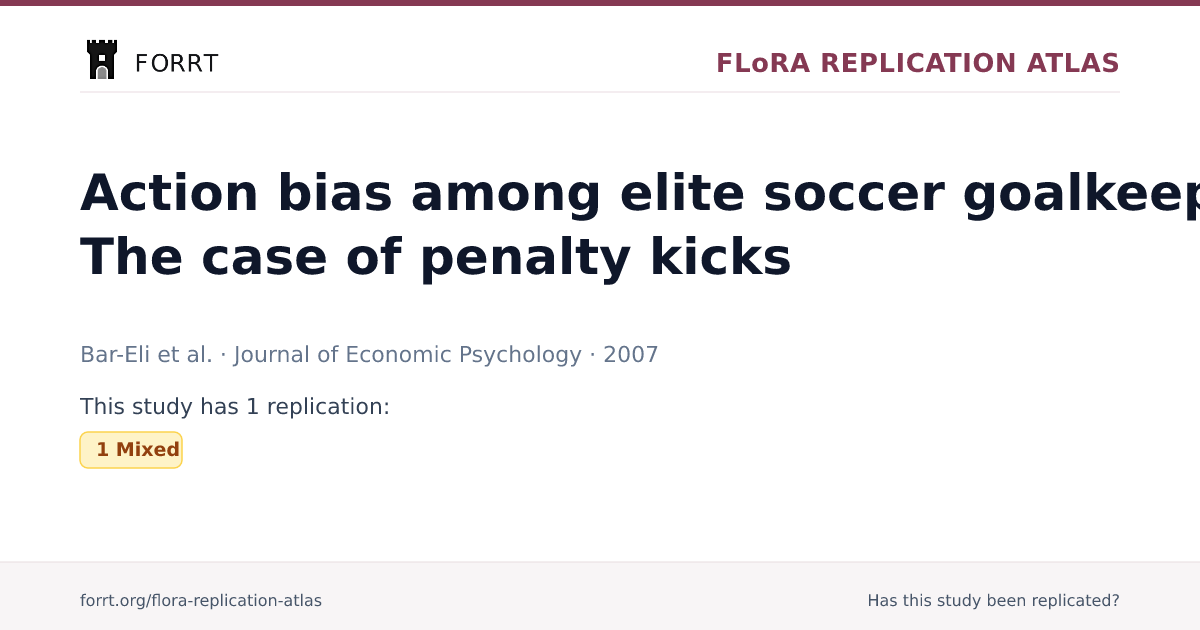 FORRT
FLoRA REPLICATION ATLAS
Action bias among elite soccer goalkeep
The case of penalty kicks
Bar-Eli et al. · Journal of Economic Psychology · 2007
This study has 1 replication:
1 Mixed
forrt.org/flora-replication-atlas
Has this study been replicated?